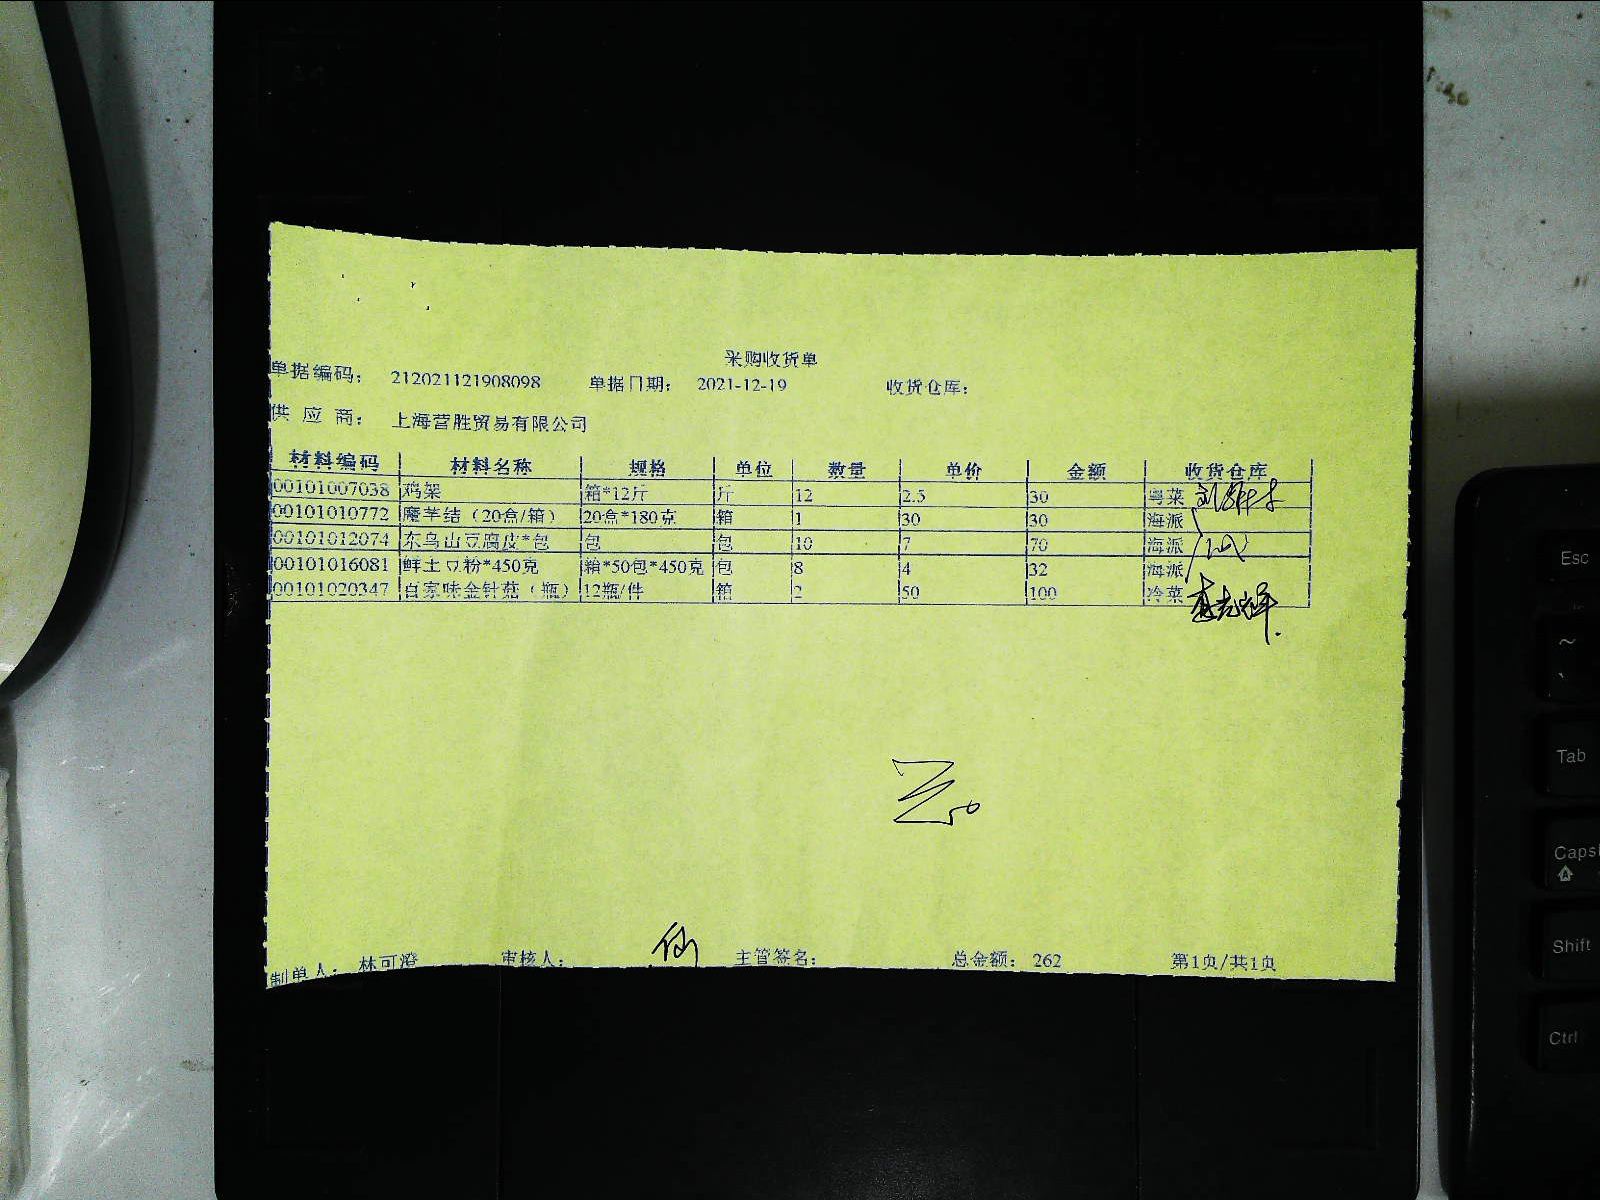 采购收货单
单据编码： 212021121908098 单据日期： 2021-12-19 收货仓库：
供 应 商： 上海营胜贸易有限公司
材料编码 材料名称 规格 单位 数量 单价 金额 收货仓库
00101007038 鸡架 箱*12斤 斤 12 2.5 30 粤菜
00101010772 魔芋结（20盒/箱） 20盒*180克 箱 1 30 30 海派
00101012074 东乌山豆腐皮*包 包 包 10 7 70 海派
00101016081 鲜土豆粉*450克 箱*50包*450克 包 8 4 32 海派
00101020347 百家味金针菇（瓶） 12瓶/件 箱 2 50 100 冷菜
制单人： 林可澄 审核人： 仙 主管签名： 总金额： 262 第1页/共1页
Esc
~
Tab
Caps
Shift
Ctrl